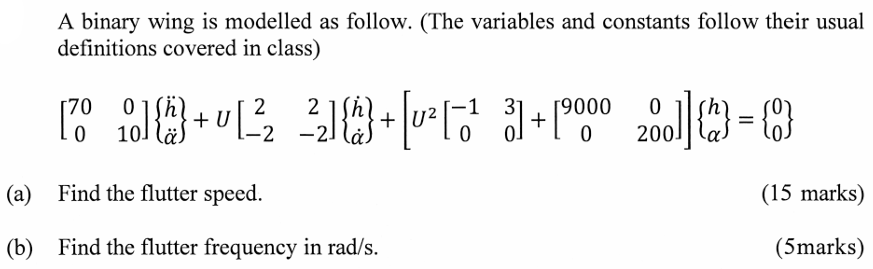 A binary wing is modelled as follow. (The variables and constants follow their usual
definitions covered in class)
[70 0; 0 10]{ḧ; α̈} + U[2 2; −2 −2]{ḣ; α̇} + [U²[−1 3; 0 0] + [9000 0; 0 200]]{h; α} = {0; 0}
(a) Find the flutter speed. (15 marks)
(b) Find the flutter frequency in rad/s. (5marks)